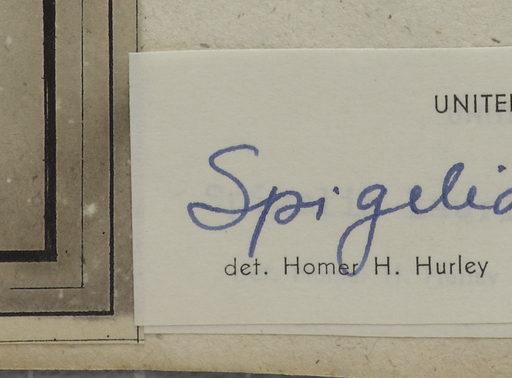 UNITE
Spigelia
det. Homer H. Hurley